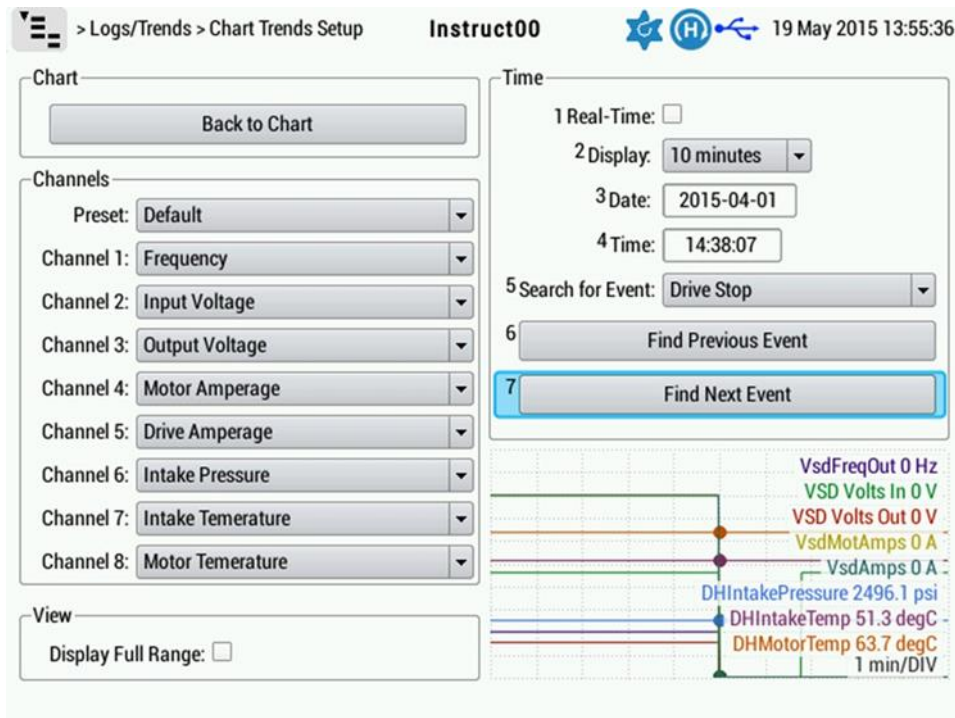 > Logs/Trends > Chart Trends Setup
Instruct00
H
19 May 2015 13:55:36
Chart
Back to Chart
Channels
Preset: Default
Channel 1: Frequency
Channel 2: Input Voltage
Channel 3: Output Voltage
Channel 4: Motor Amperage
Channel 5: Drive Amperage
Channel 6: Intake Pressure
Channel 7: Intake Temerature
Channel 8: Motor Temerature
View
Display Full Range:
Time
1 Real-Time:
2 Display: 10 minutes
3 Date: 2015-04-01
4 Time: 14:38:07
5 Search for Event: Drive Stop
6 Find Previous Event
7 Find Next Event
VsdFreqOut 0 Hz
VSD Volts In 0 V
VSD Volts Out 0 V
VsdMotAmps 0 A
VsdAmps 0 A
DHIntakePressure 2496.1 psi
DHIntakeTemp 51.3 degC
DHMotorTemp 63.7 degC
1 min/DIV